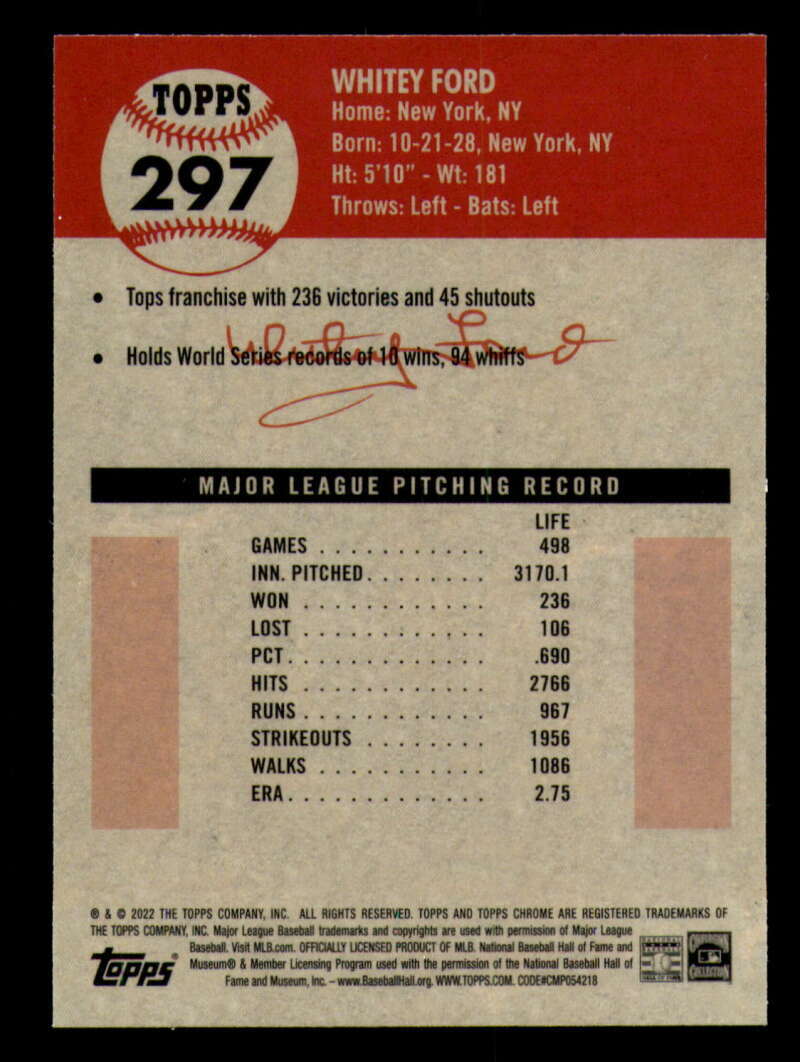 TOPPS
297
WHITEY FORD
Home: New York, NY
Born: 10-21-28, New York, NY
Ht: 5'10" - Wt: 181
Throws: Left - Bats: Left
• Tops franchise with 236 victories and 45 shutouts
• Holds World Series records of 10 wins, 94 whiffs
Whitey Ford
MAJOR LEAGUE PITCHING RECORD
LIFE
GAMES . . . . . . . . . . . 498
INN. PITCHED. . . . . . . . 3170.1
WON . . . . . . . . . . . . 236
LOST . . . . . . . . . . . . 106
PCT. . . . . . . . . . . . . .690
HITS . . . . . . . . . . . . 2766
RUNS . . . . . . . . . . . . 967
STRIKEOUTS . . . . . . . . 1956
WALKS . . . . . . . . . . . 1086
ERA. . . . . . . . . . . . . 2.75
® & © 2022 THE TOPPS COMPANY, INC. ALL RIGHTS RESERVED. TOPPS AND TOPPS CHROME ARE REGISTERED TRADEMARKS OF
THE TOPPS COMPANY, INC. Major League Baseball trademarks and copyrights are used with permission of Major League
Baseball. Visit MLB.com. OFFICIALLY LICENSED PRODUCT OF MLB. National Baseball Hall of Fame and
Museum® & Member Licensing Program used with the permission of the National Baseball Hall of
Fame and Museum, Inc. – www.BaseballHall.org. WWW.TOPPS.COM. CODE#CMP054218
Topps®